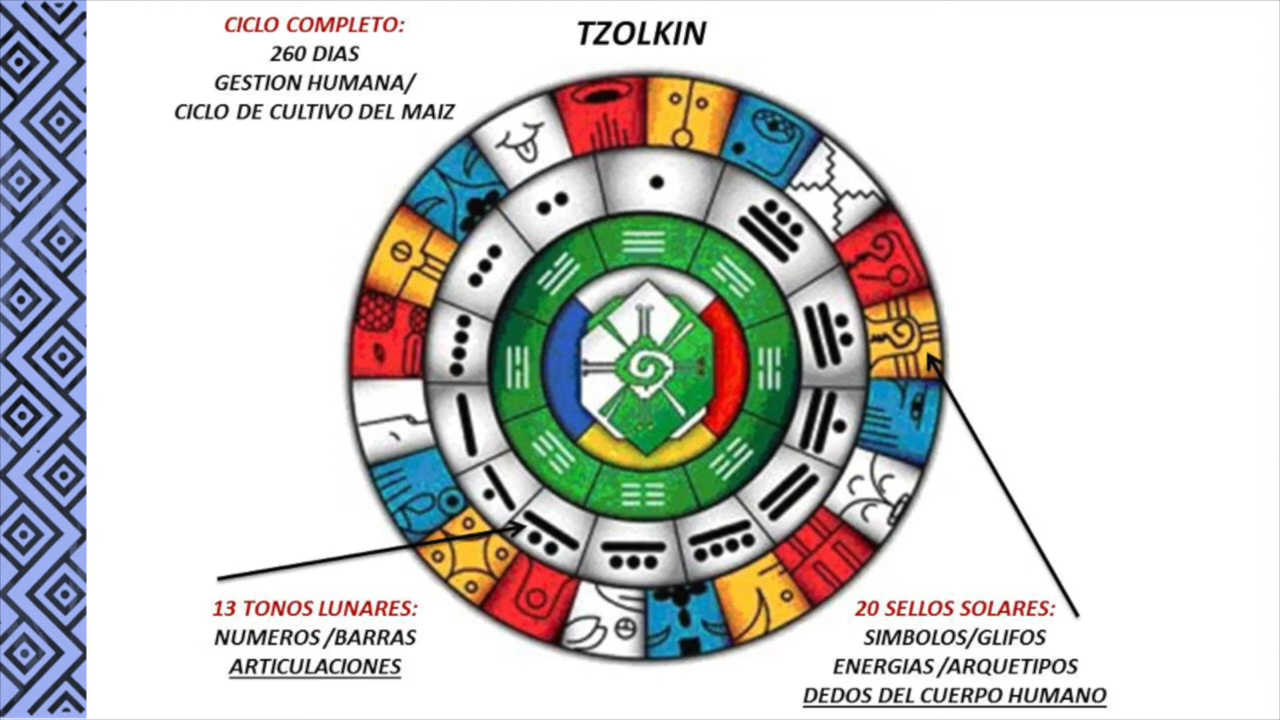 TZOLKIN
CICLO COMPLETO:
260 DIAS
GESTION HUMANA/
CICLO DE CULTIVO DEL MAIZ
13 TONOS LUNARES:
NUMEROS /BARRAS
ARTICULACIONES
20 SELLOS SOLARES:
SIMBOLOS/GLIFOS
ENERGIAS /ARQUETIPOS
DEDOS DEL CUERPO HUMANO